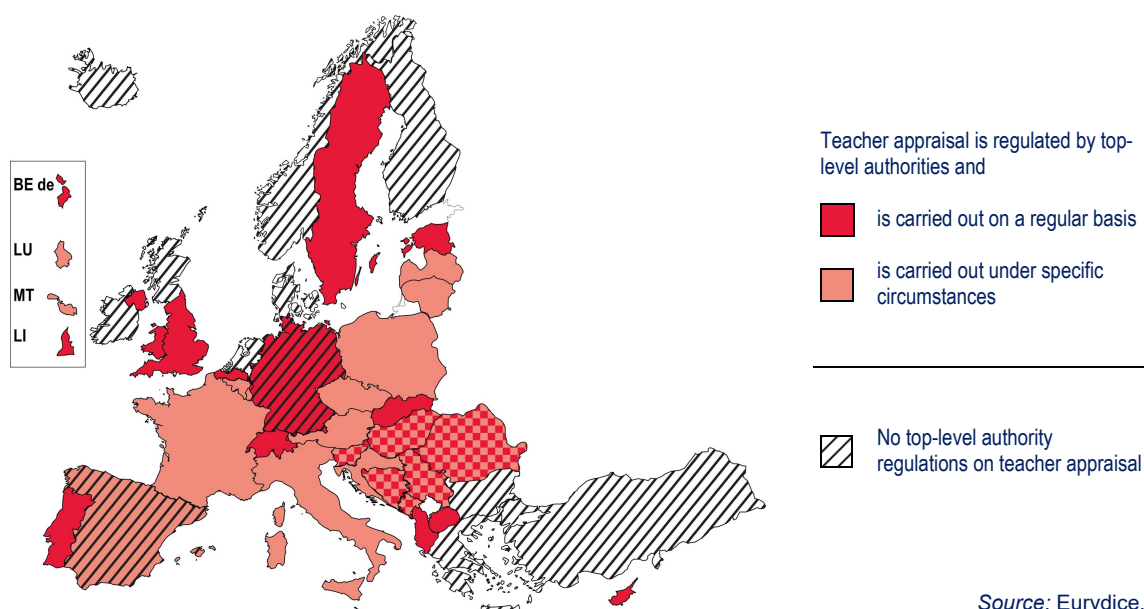 BE de
LU
MT
LI
Teacher appraisal is regulated by top-
level authorities and
is carried out on a regular basis
is carried out under specific
circumstances
No top-level authority
regulations on teacher appraisal
Source: Eurydice.